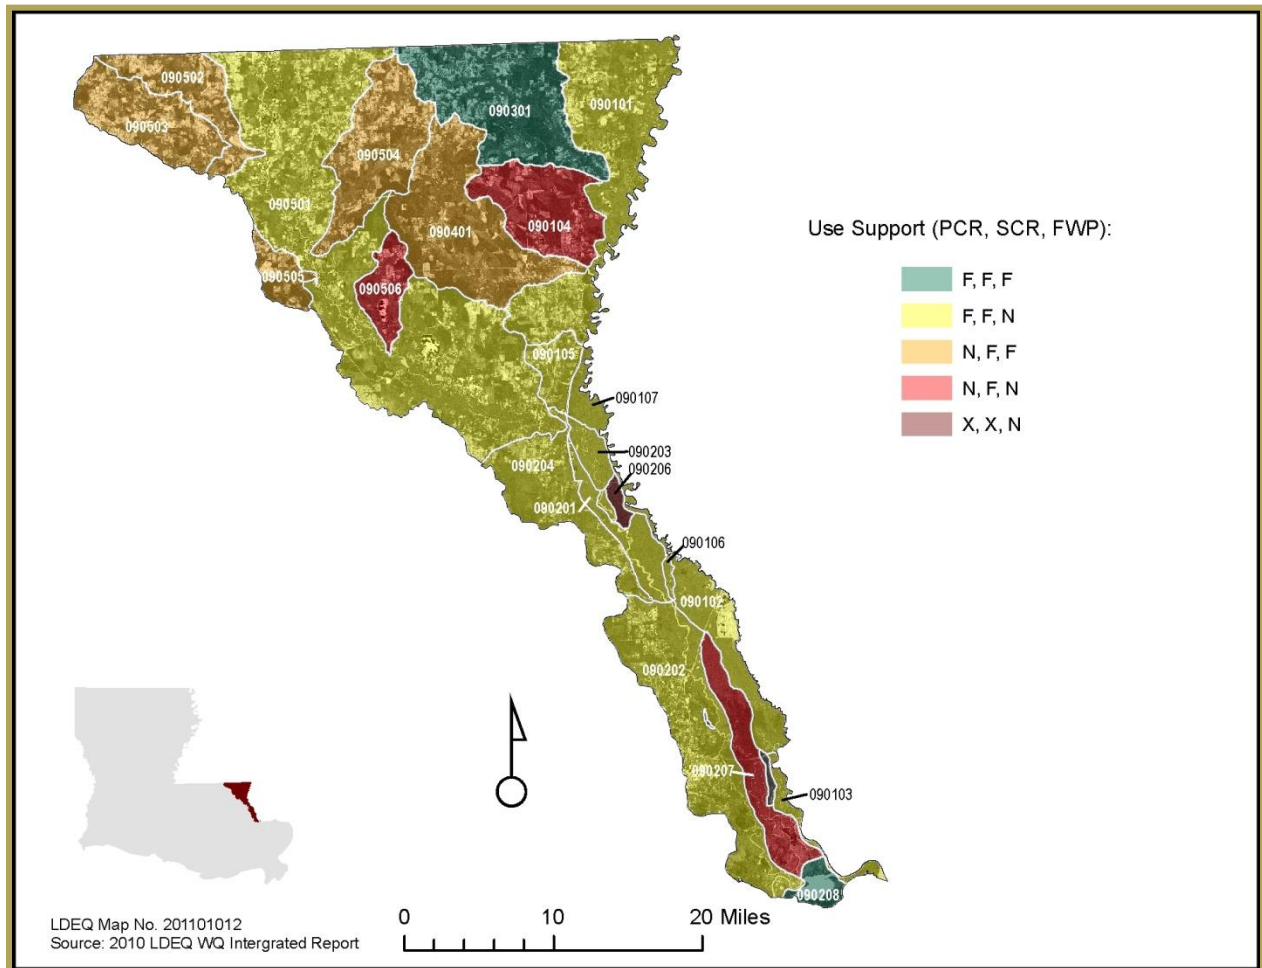 090502
090301
090101
090503
090504
090501
090104
090401
090505
090506
090105
090107
090203
090204
090206
090201
090106
090102
090202
090207
090103
090208
Use Support (PCR, SCR, FWP):
F, F, F
F, F, N
N, F, F
N, F, N
X, X, N
0 10 20 Miles
LDEQ Map No. 201101012
Source: 2010 LDEQ WQ Intergrated Report